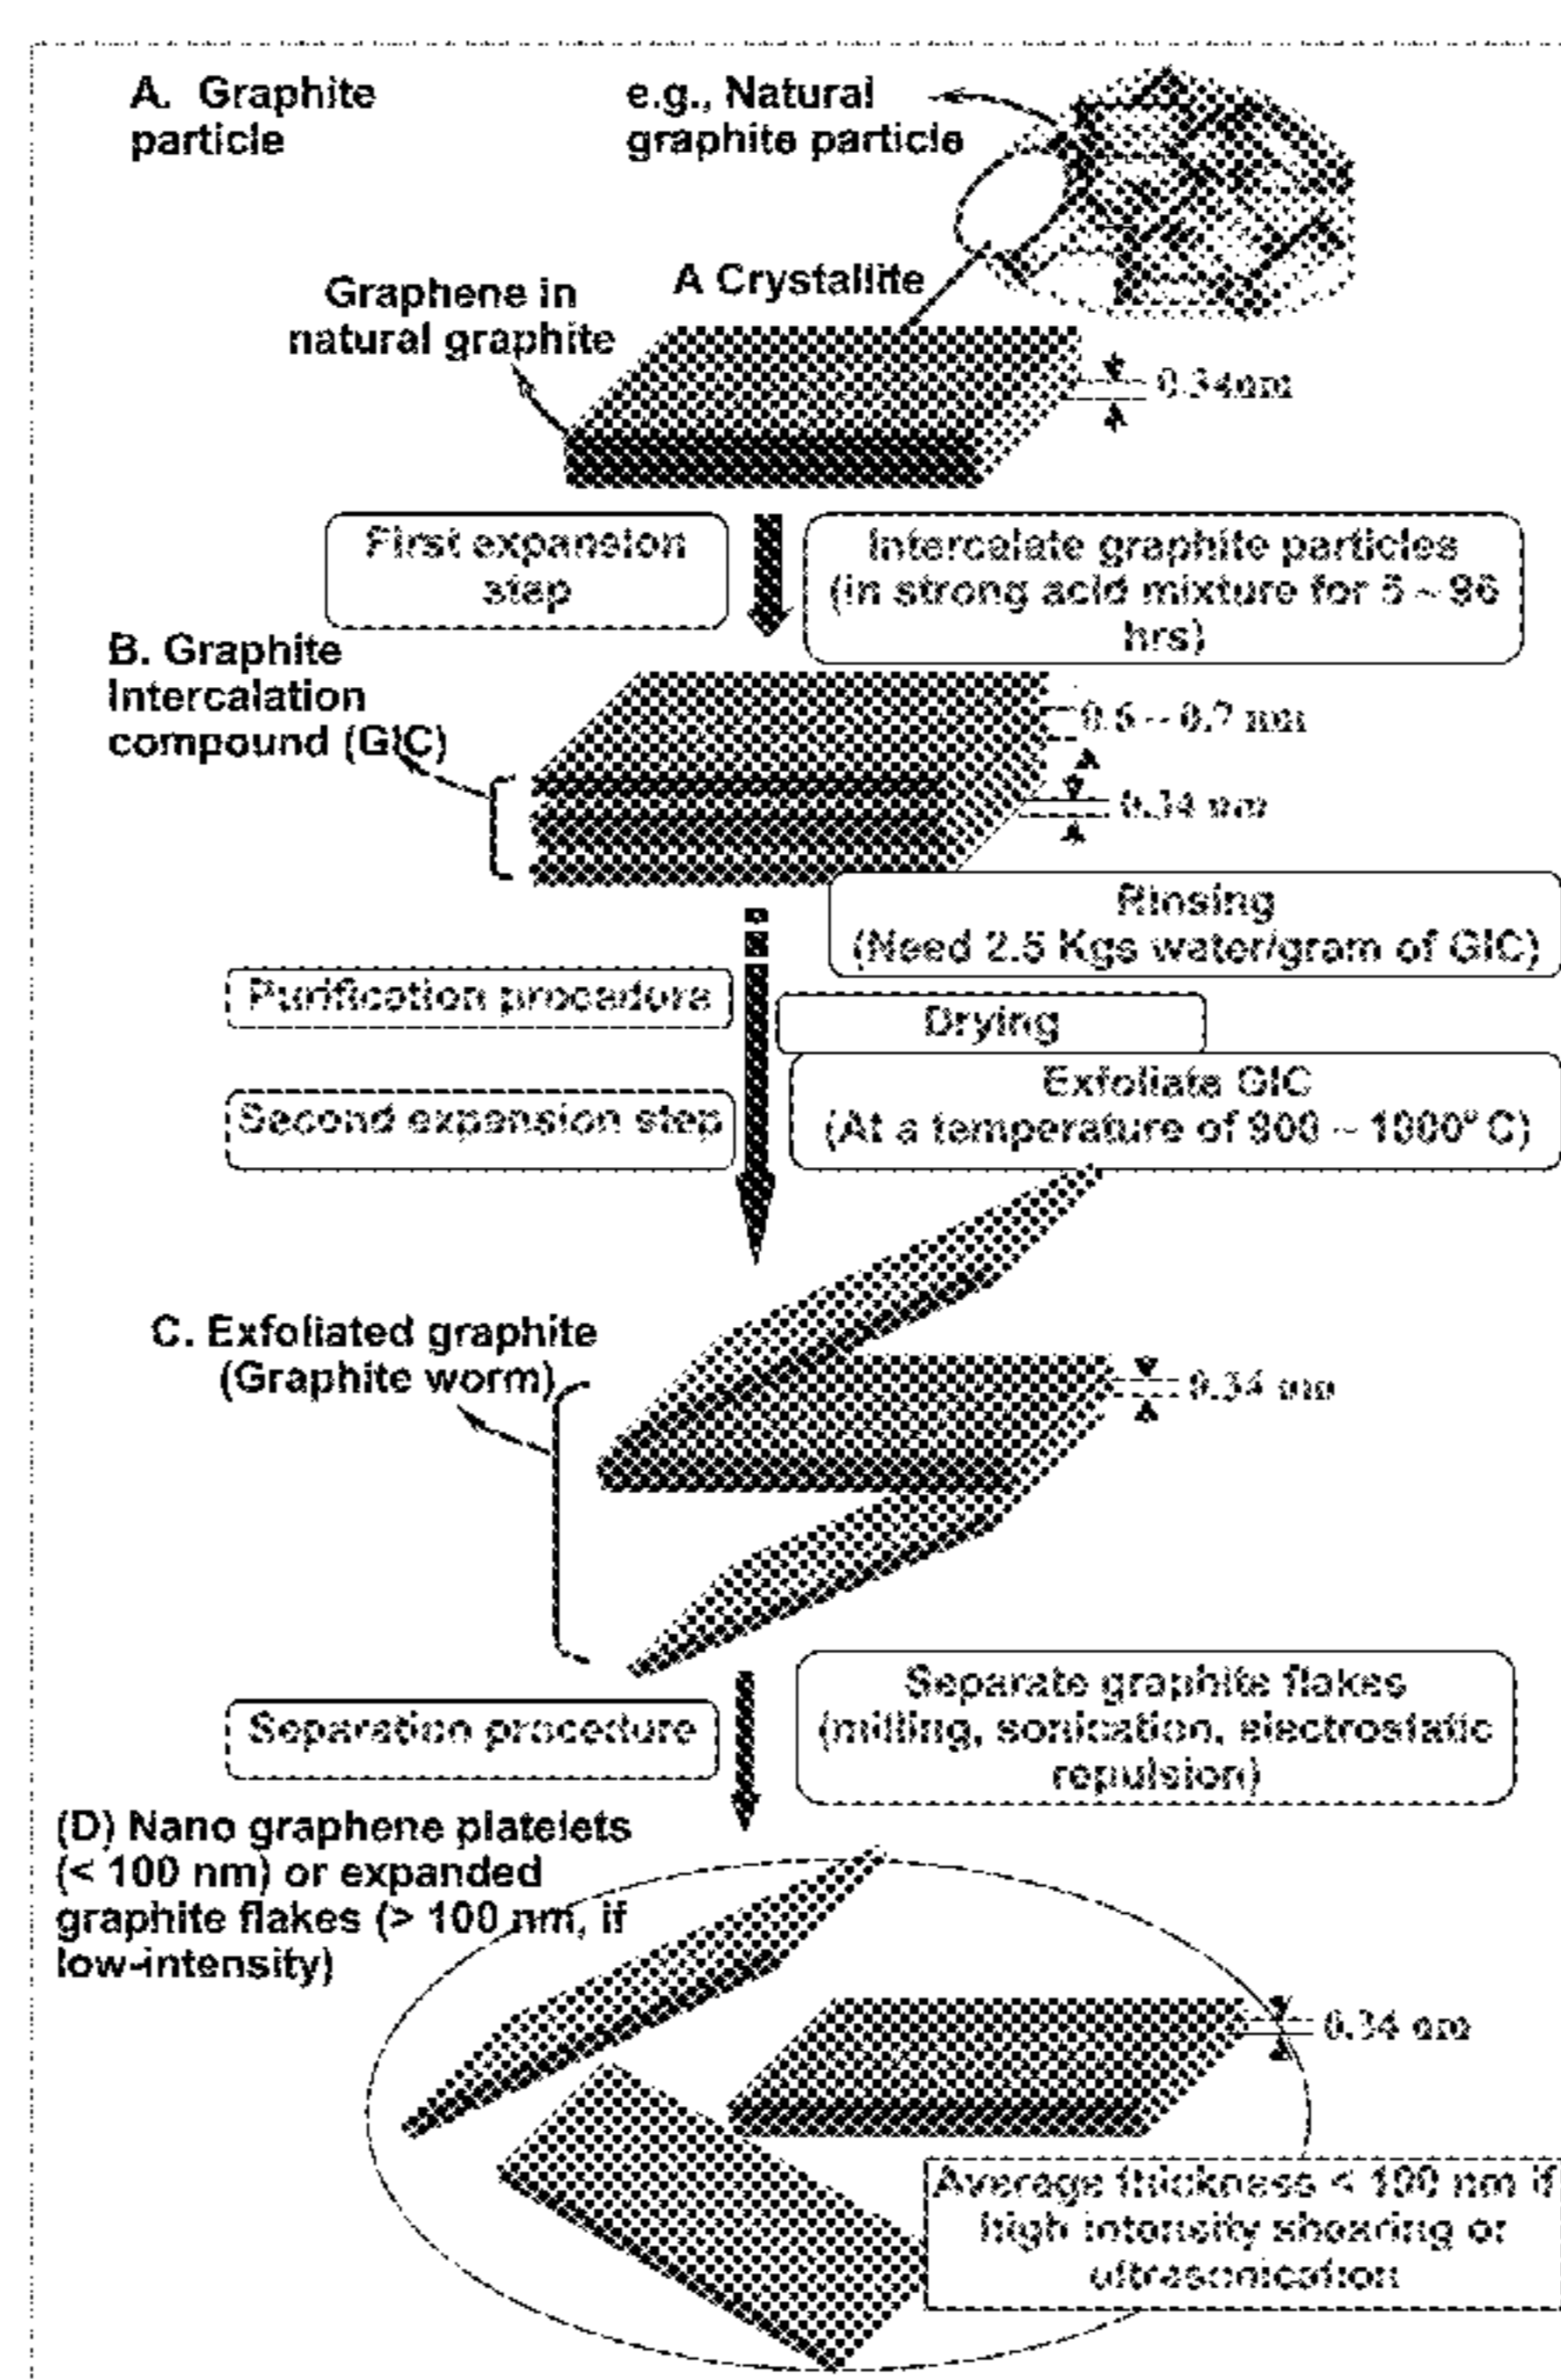 A. Graphite
particle
e.g., Natural
graphite particle
Graphene in
natural graphite
A Crystallite
0.34nm
First expansion
step
Intercalate graphite particles
(in strong acid mixture for 5 ~ 96
hrs)
B. Graphite
Intercalation
compound (GIC)
0.6 ~ 0.7 nm
0.34 nm
Rinsing
(Need 2.5 Kgs water/gram of GIC)
Purification procedure
Drying
Second expansion step
Exfoliate GIC
(At a temperature of 900 ~ 1000° C)
C. Exfoliated graphite
(Graphite worm)
0.34 nm
Separation procedure
Separate graphite flakes
(milling, sonication, electrostatic
repulsion)
(D) Nano graphene platelets
(< 100 nm) or expanded
graphite flakes (> 100 nm, if
low-intensity)
0.34 nm
Average thickness < 100 nm if
high intensity shearing or
ultrasonication